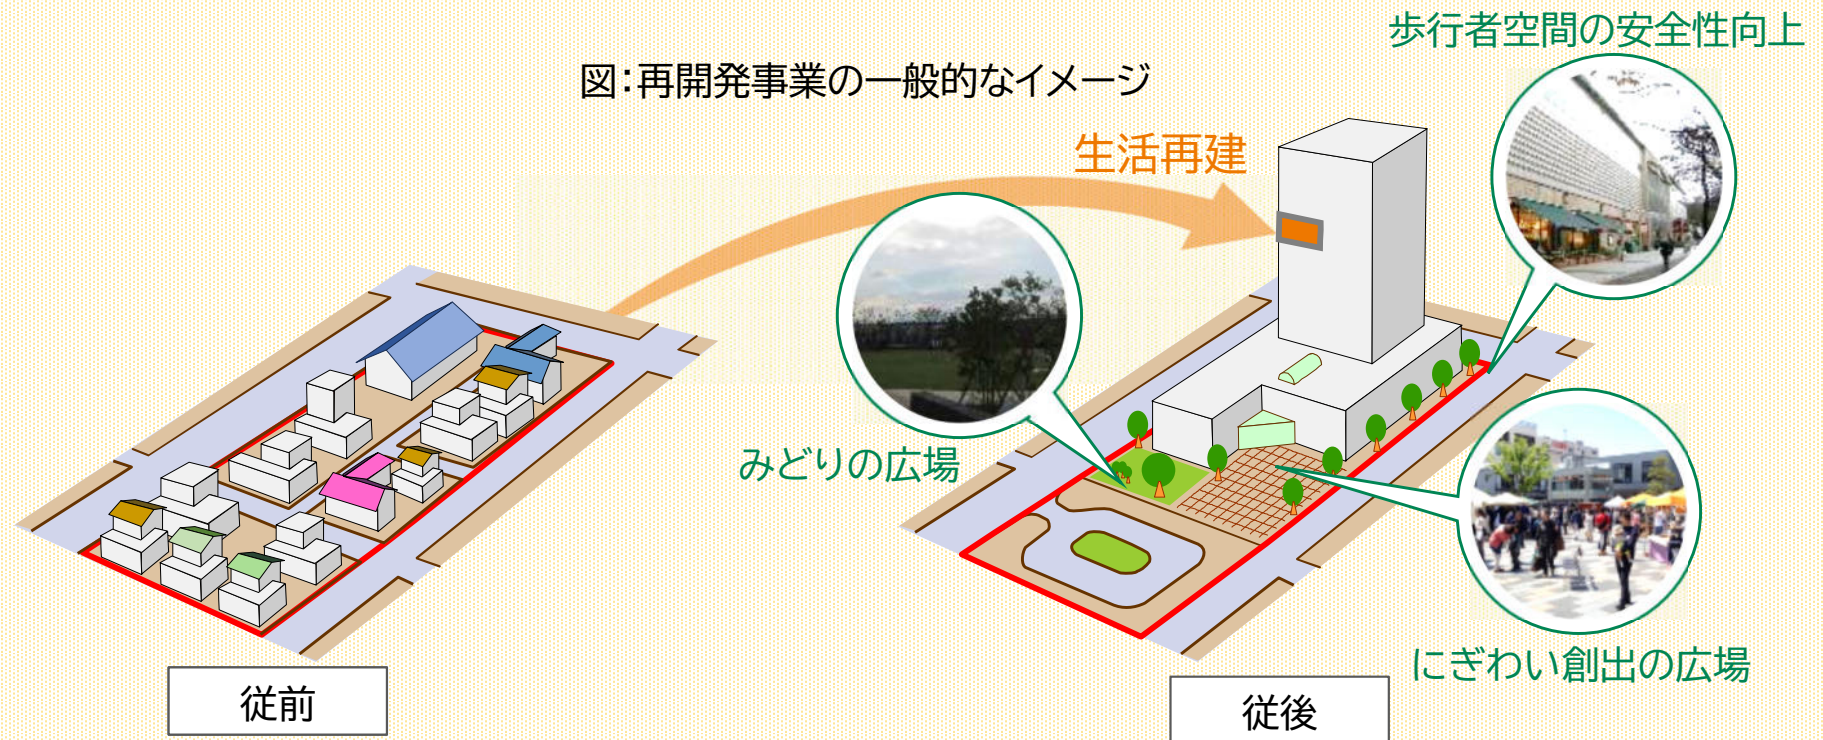 歩行者空間の安全性向上
図：再開発事業の一般的なイメージ
生活再建
みどりの広場
にぎわい創出の広場
従前
従後